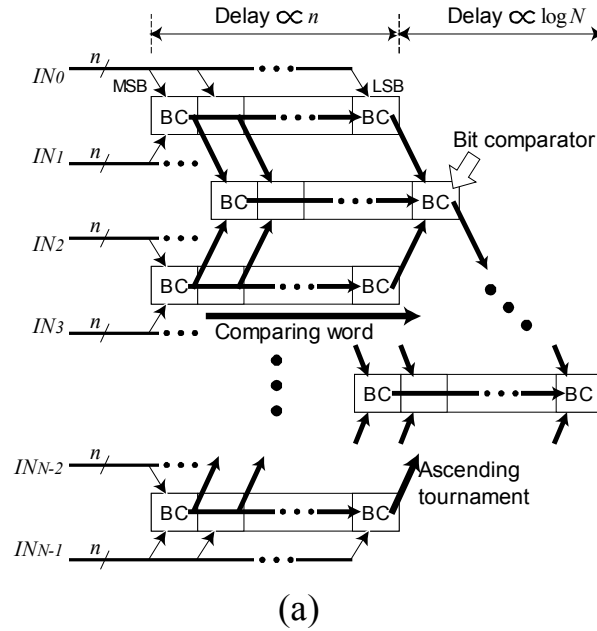 Delay ∝ n
Delay ∝ log N
IN0
n
MSB
LSB
BC
BC
IN1
n
Bit comparator
BC
BC
IN2
n
BC
BC
IN3
n
Comparing word
BC
BC
INN-2
n
Ascending
tournament
BC
BC
INN-1
n
(a)